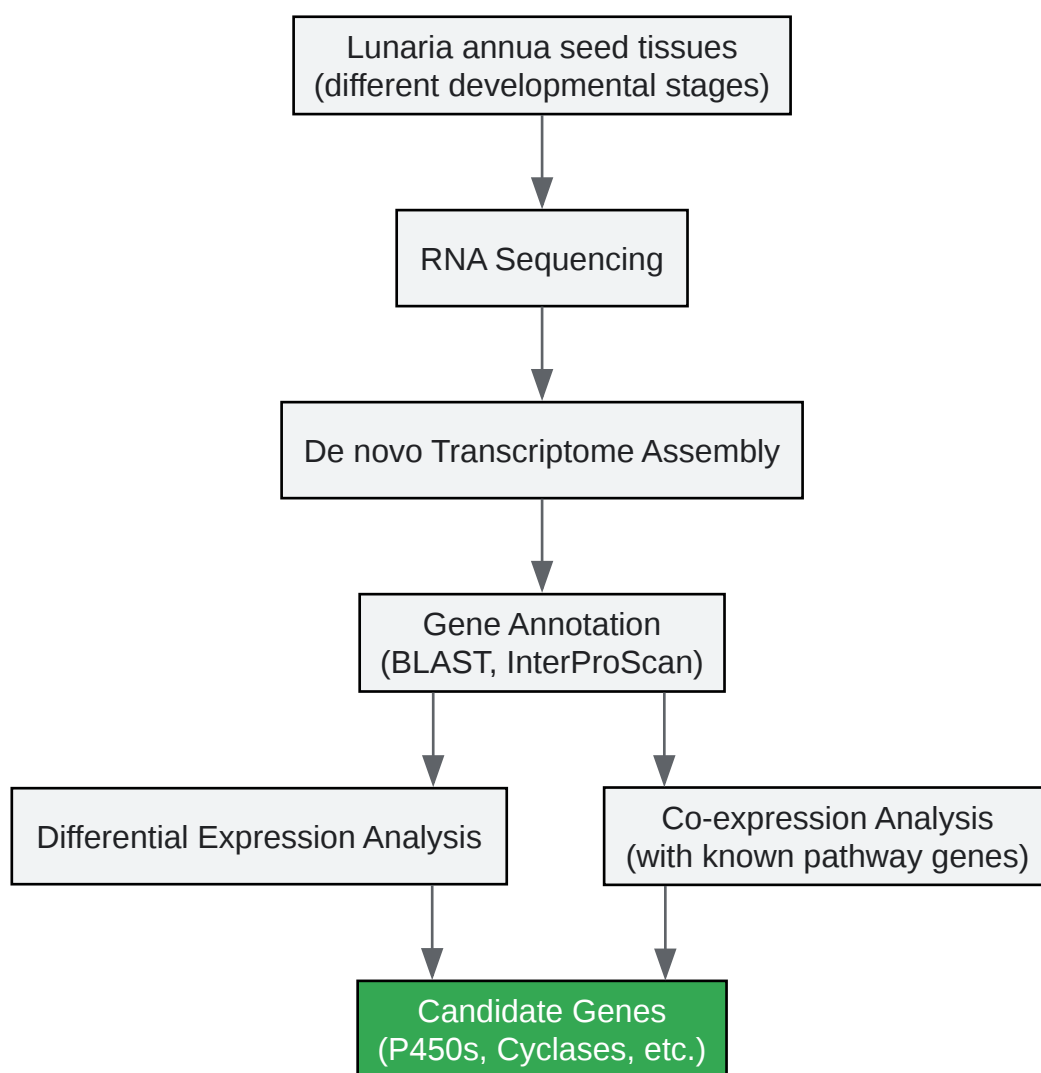 Lunaria annua seed tissues
(different developmental stages)
RNA Sequencing
De novo Transcriptome Assembly
Gene Annotation
(BLAST, InterProScan)
Differential Expression Analysis
Co-expression Analysis
(with known pathway genes)
Candidate Genes
(P450s, Cyclases, etc.)